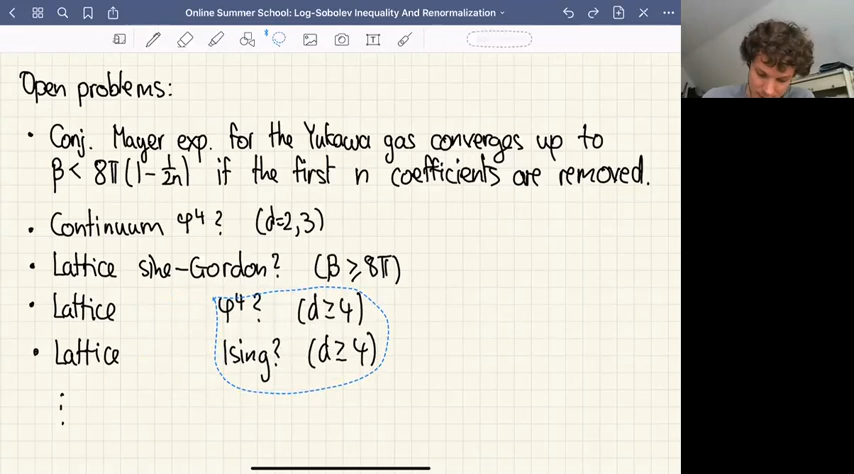 Online Summer School: Log-Sobolev Inequality And Renormalization
T
Open problems:
• Conj. Mayer exp. for the Yukawa gas converges up to
β < 8π(1 - 1/2n) if the first n coefficients are removed.
• Continuum φ⁴? (d=2,3)
• Lattice sine-Gordon? (β ≥ 8π)
• Lattice φ⁴? (d ≥ 4)
• Lattice Ising? (d ≥ 4)
⋮